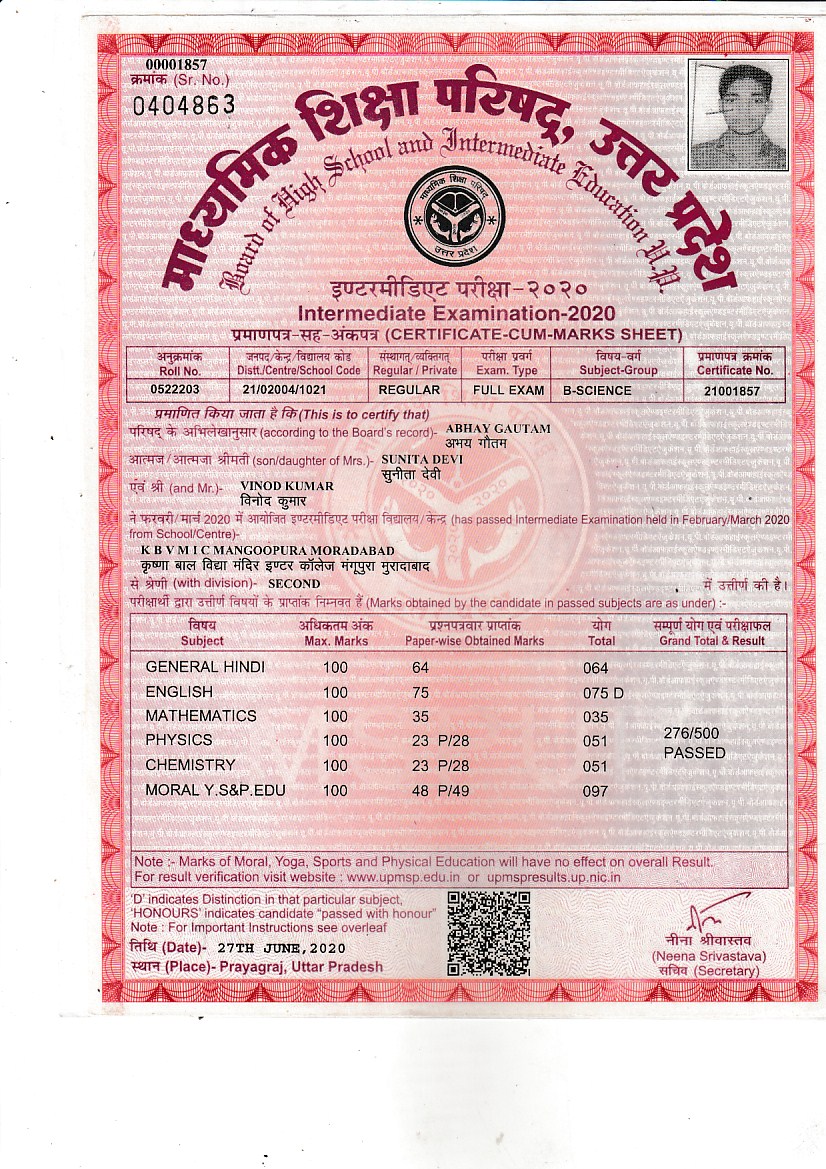 00001857
क्रमांक (Sr. No.)
0404863
माध्यमिक शिक्षा परिषद्, उत्तर प्रदेश
Board of High School and Intermediate Education U.P.
माध्यमिक शिक्षा परिषद
उत्तर प्रदेश
इण्टरमीडिएट परीक्षा-२०२०
Intermediate Examination-2020
प्रमाणपत्र-सह-अंकपत्र (CERTIFICATE-CUM-MARKS SHEET)
अनुक्रमांक जनपद/केन्द्र/विद्यालय कोड संस्थागत्/व्यक्तिगत् परीक्षा प्रवर्ग विषय-वर्ग प्रमाणपत्र क्रमांक
Roll No. Distt./Centre/School Code Regular / Private Exam. Type Subject-Group Certificate No.
0522203 21/02004/1021 REGULAR FULL EXAM B-SCIENCE 21001857
प्रमाणित किया जाता है कि (This is to certify that)
परिषद् के अभिलेखानुसार (according to the Board's record)- ABHAY GAUTAM
अभय गौतम
आत्मज/आत्मजा श्रीमती (son/daughter of Mrs.)- SUNITA DEVI
सुनीता देवी
एवं श्री (and Mr.)- VINOD KUMAR
विनोद कुमार
ने फरवरी/मार्च 2020 में आयोजित इण्टरमीडिएट परीक्षा विद्यालय/केन्द्र (has passed Intermediate Examination held in February/March 2020
from School/Centre)-
K B V M I C MANGOOPURA MORADABAD
कृष्णा बाल विद्या मंदिर इण्टर कॉलेज मंगूपुरा मुरादाबाद
से श्रेणी (with division)- SECOND में उत्तीर्ण की है।
परीक्षार्थी द्वारा उत्तीर्ण विषयों के प्राप्तांक निम्नवत हैं (Marks obtained by the candidate in passed subjects are as under) :-
विषय अधिकतम अंक प्रश्नपत्रवार प्राप्तांक योग सम्पूर्ण योग एवं परीक्षाफल
Subject Max. Marks Paper-wise Obtained Marks Total Grand Total & Result
GENERAL HINDI 100 64 064
ENGLISH 100 75 075 D
MATHEMATICS 100 35 035
PHYSICS 100 23 P/28 051 276/500
PASSED
CHEMISTRY 100 23 P/28 051
MORAL Y.S&P.EDU 100 48 P/49 097
Note :- Marks of Moral, Yoga, Sports and Physical Education will have no effect on overall Result.
For result verification visit website : www.upmsp.edu.in or upmspresults.up.nic.in
'D' indicates Distinction in that particular subject,
'HONOURS' indicates candidate "passed with honour"
Note : For Important Instructions see overleaf
तिथि (Date)- 27TH JUNE,2020
स्थान (Place)- Prayagraj, Uttar Pradesh
नीना श्रीवास्तव
(Neena Srivastava)
सचिव (Secretary)